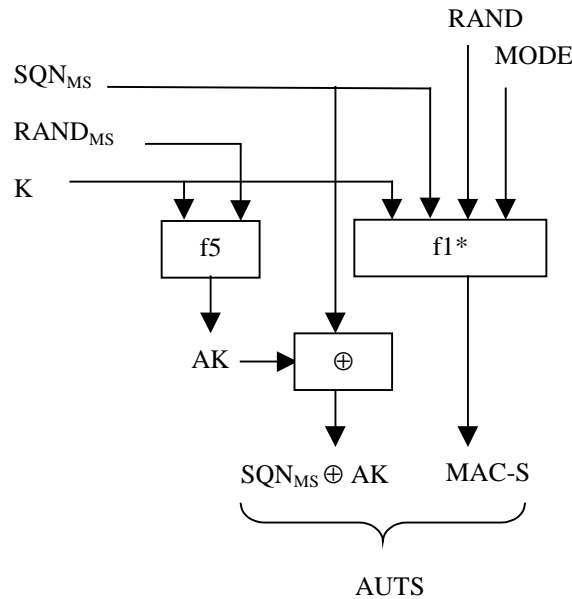 RAND
MODE
SQN_MS
RAND_MS
K
f5
f1*
AK
⊕
SQN_MS ⊕ AK
MAC-S
AUTS